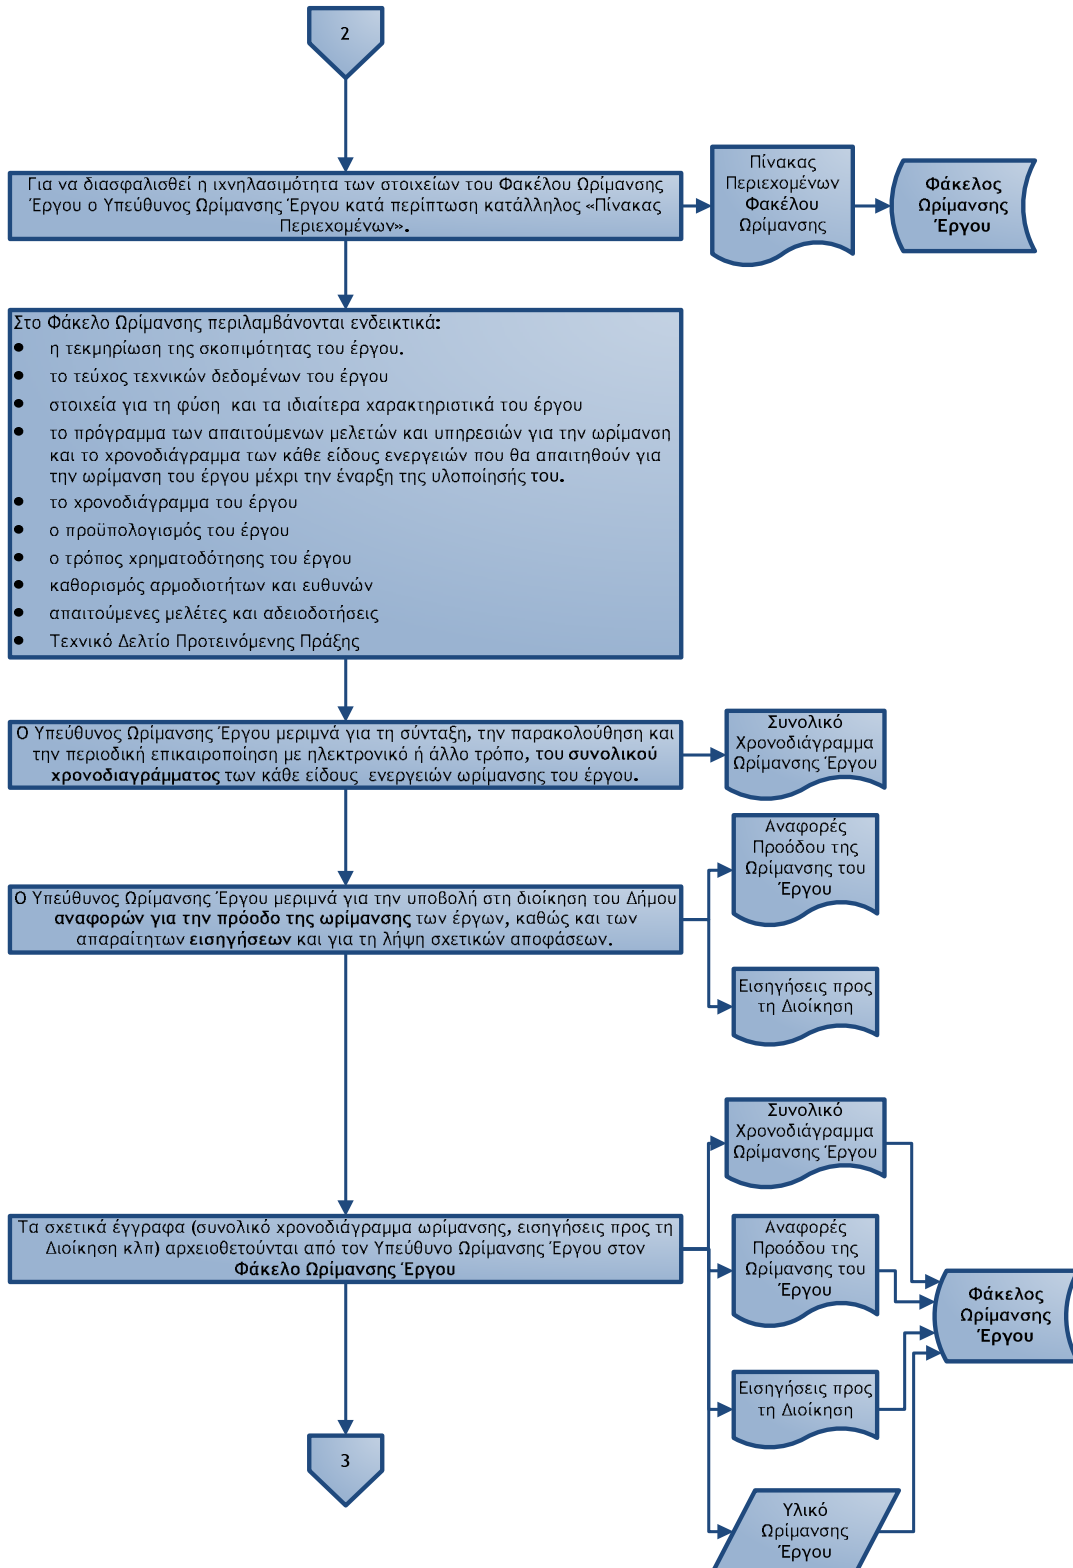 2
Για να διασφαλισθεί η ιχνηλασιμότητα των στοιχείων του Φακέλου Ωρίμανσης
Έργου ο Υπεύθυνος Ωρίμανσης Έργου κατά περίπτωση κατάλληλος «Πίνακας
Περιεχομένων».
Πίνακας
Περιεχομένων
Φακέλου
Ωρίμανσης
Φάκελος
Ωρίμανσης
Έργου
Στο Φάκελο Ωρίμανσης περιλαμβάνονται ενδεικτικά:
• η τεκμηρίωση της σκοπιμότητας του έργου.
• το τεύχος τεχνικών δεδομένων του έργου
• στοιχεία για τη φύση και τα ιδιαίτερα χαρακτηριστικά του έργου
• το πρόγραμμα των απαιτούμενων μελετών και υπηρεσιών για την ωρίμανση
και το χρονοδιάγραμμα των κάθε είδους ενεργειών που θα απαιτηθούν για
την ωρίμανση του έργου μέχρι την έναρξη της υλοποίησής του.
• το χρονοδιάγραμμα του έργου
• ο προϋπολογισμός του έργου
• ο τρόπος χρηματοδότησης του έργου
• καθορισμός αρμοδιοτήτων και ευθυνών
• απαιτούμενες μελέτες και αδειοδοτήσεις
• Τεχνικό Δελτίο Προτεινόμενης Πράξης
Ο Υπεύθυνος Ωρίμανσης Έργου μεριμνά για τη σύνταξη, την παρακολούθηση και
την περιοδική επικαιροποίηση με ηλεκτρονικό ή άλλο τρόπο, του συνολικού
χρονοδιαγράμματος των κάθε είδους ενεργειών ωρίμανσης του έργου.
Συνολικό
Χρονοδιάγραμμα
Ωρίμανσης Έργου
Ο Υπεύθυνος Ωρίμανσης Έργου μεριμνά για την υποβολή στη διοίκηση του Δήμου
αναφορών για την πρόοδο της ωρίμανσης των έργων, καθώς και των
απαραίτητων εισηγήσεων και για τη λήψη σχετικών αποφάσεων.
Αναφορές
Προόδου της
Ωρίμανσης του
Έργου
Εισηγήσεις προς
τη Διοίκηση
Τα σχετικά έγγραφα (συνολικό χρονοδιάγραμμα ωρίμανσης, εισηγήσεις προς τη
Διοίκηση κλπ) αρχειοθετούνται από τον Υπεύθυνο Ωρίμανσης Έργου στον
Φάκελο Ωρίμανσης Έργου
Συνολικό
Χρονοδιάγραμμα
Ωρίμανσης Έργου
Αναφορές
Προόδου της
Ωρίμανσης του
Έργου
Εισηγήσεις προς
τη Διοίκηση
Υλικό
Ωρίμανσης
Έργου
Φάκελος
Ωρίμανσης
Έργου
3